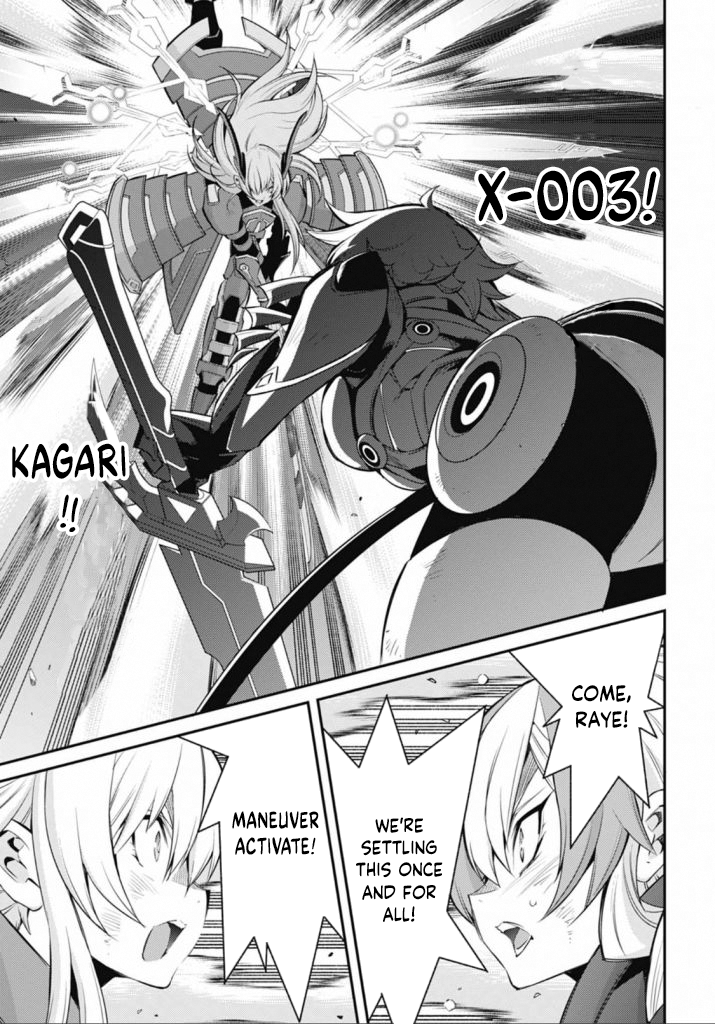 X-003!
KAGARI
!!
COME,
RAYE!
WE'RE
SETTLING
THIS ONCE
AND FOR
ALL!
MANEUVER
ACTIVATE!